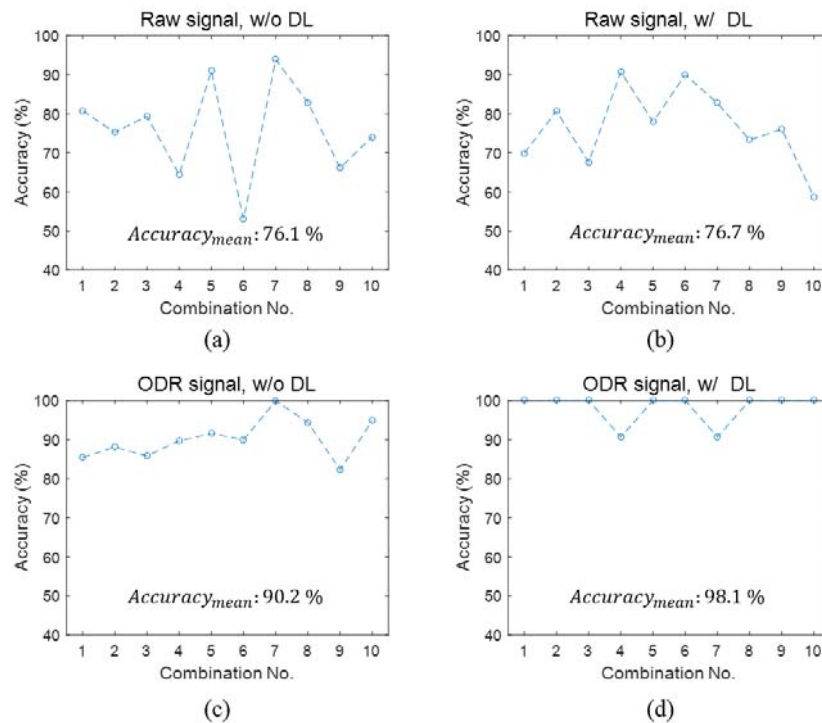 Raw signal, w/o DL
100
90
80
70
60
50
40
Accuracy (%)
Accuracy_mean: 76.1 %
1 2 3 4 5 6 7 8 9 10
Combination No.
(a)
Raw signal, w/ DL
100
90
80
70
60
50
40
Accuracy (%)
Accuracy_mean: 76.7 %
1 2 3 4 5 6 7 8 9 10
Combination No.
(b)
ODR signal, w/o DL
100
90
80
70
60
50
40
Accuracy (%)
Accuracy_mean: 90.2 %
1 2 3 4 5 6 7 8 9 10
Combination No.
(c)
ODR signal, w/ DL
100
90
80
70
60
50
40
Accuracy (%)
Accuracy_mean: 98.1 %
1 2 3 4 5 6 7 8 9 10
Combination No.
(d)